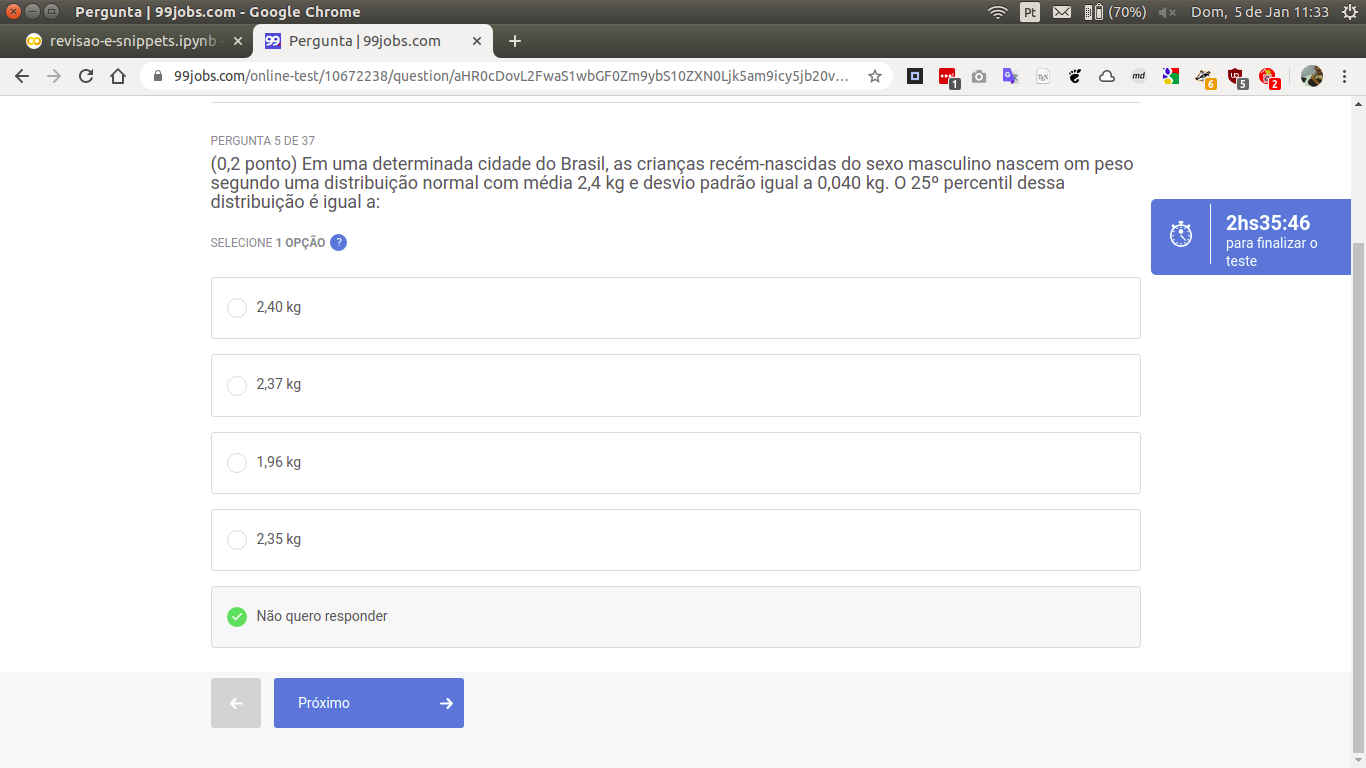 Pergunta | 99jobs.com - Google Chrome
Pt
(70%)
Dom, 5 de Jan 11:33
revisao-e-snippets.ipynb
Pergunta | 99jobs.com
99jobs.com/online-test/10672238/question/aHR0cDovL2FwaS1wbGF0Zm9ybS10ZXN0Ljk5am9icy5jb20v...
1
md
6
5
2
PERGUNTA 5 DE 37
(0,2 ponto) Em uma determinada cidade do Brasil, as crianças recém-nascidas do sexo masculino nascem om peso
segundo uma distribuição normal com média 2,4 kg e desvio padrão igual a 0,040 kg. O 25º percentil dessa
distribuição é igual a:
2hs35:46
para finalizar o
teste
SELECIONE 1 OPÇÃO ?
2,40 kg
2,37 kg
1,96 kg
2,35 kg
Não quero responder
Próximo